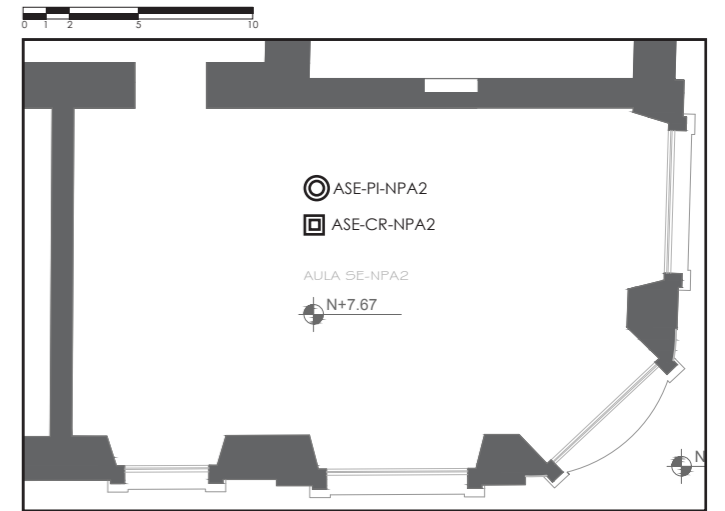 0 1 2 5 10
ASE-PI-NPA2
ASE-CR-NPA2
AULA SE-NPA2
N+7.67
N